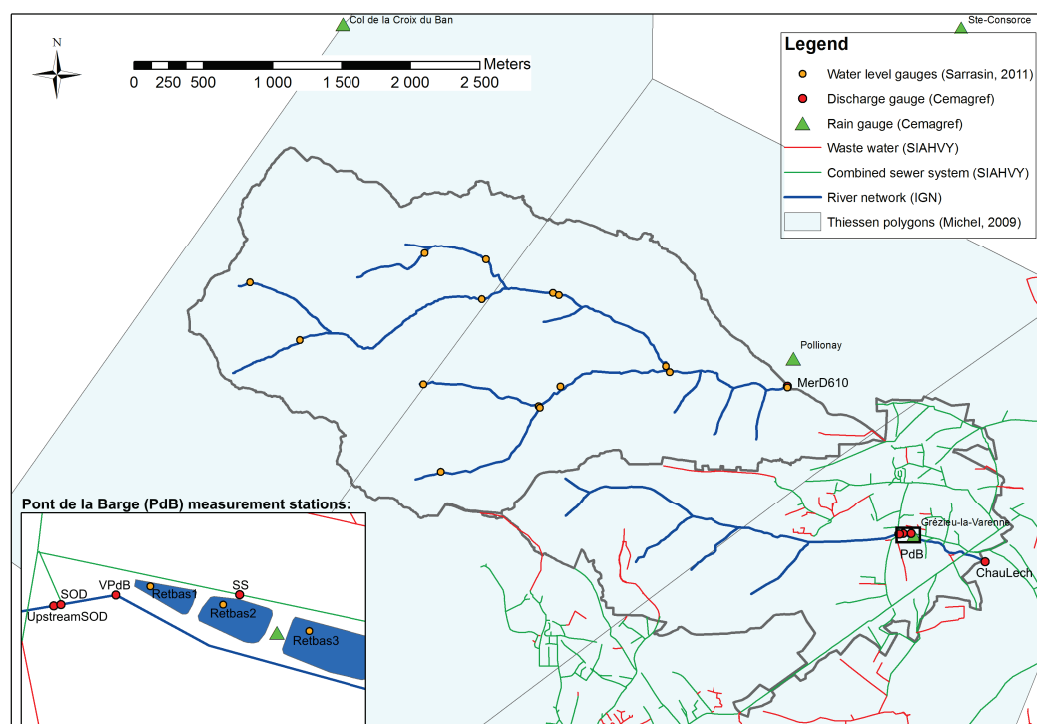 Col de la Croix du Ban
Ste-Consorce
N
Meters
0 250 500 1 000 1 500 2 000 2 500
Legend
Water level gauges (Sarrasin, 2011)
Discharge gauge (Cemagref)
Rain gauge (Cemagref)
Waste water (SIAHVY)
Combined sewer system (SIAHVY)
River network (IGN)
Thiessen polygons (Michel, 2009)
Pollionay
MerD610
Grézieu-la-Varenne
PdB
ChauLech
Pont de la Barge (PdB) measurement stations:
SOD
UpstreamSOD
VPdB
Retbas1
SS
Retbas2
Retbas3